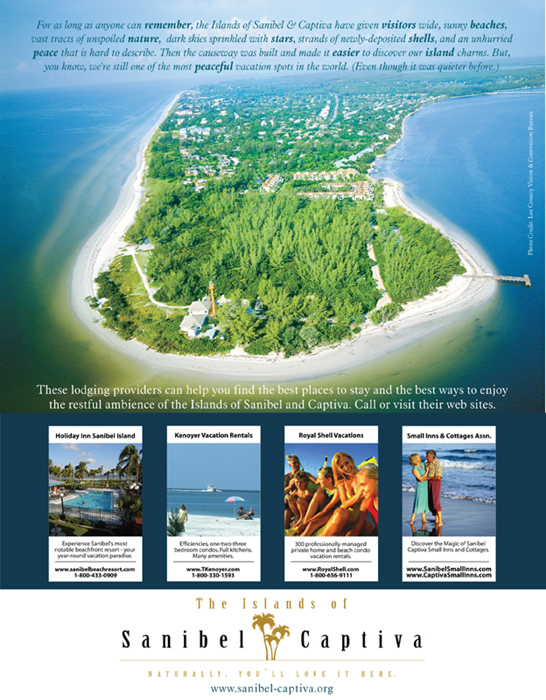 For as long as anyone can remember, the Islands of Sanibel & Captiva have given visitors wide, sunny beaches,
vast tracts of unspoiled nature, dark skies sprinkled with stars, strands of newly-deposited shells, and an unhurried
peace that is hard to describe. Then the causeway was built and made it easier to discover our island charms. But,
you know, we're still one of the most peaceful vacation spots in the world. (Even though it was quieter before.)
Photo Credit: Lee County Visitor & Convention Bureau
These lodging providers can help you find the best places to stay and the best ways to enjoy
the restful ambience of the Islands of Sanibel and Captiva. Call or visit their web sites.
Holiday Inn Sanibel Island
Experience Sanibel's most
notable beachfront resort - your
year-round vacation paradise.
www.sanibelbeachresort.com
1-800-433-0909
Kenoyer Vacation Rentals
Efficiencies, one-two-three
bedroom condos. Full kitchens.
Many amenities.
www.TKenoyer.com
1-800-330-1593
Royal Shell Vacations
300 professionally-managed
private home and beach condo
vacation rentals.
www.RoyalShell.com
1-800-656-9111
Small Inns & Cottages Assn.
Discover the Magic of Sanibel
Captiva Small Inns and Cottages.
www.SanibelSmallInns.com
www.CaptivaSmallInns.com
The Islands of
Sanibel Captiva
NATURALLY, YOU'LL LOVE IT HERE.
www.sanibel-captiva.org